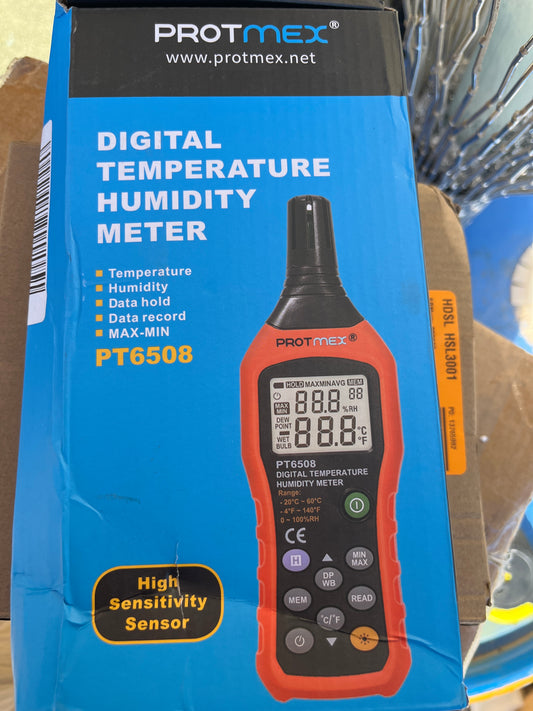 PROTMEX®
www.protmex.net
DIGITAL
TEMPERATURE
HUMIDITY
METER
Temperature
Humidity
Data hold
Data record
MAX-MIN
PT6508
High
Sensitivity
Sensor
PROTMEX®
HOLD MAXMINAVG MEM
88
MAX
MIN
88.8 %RH
DEW
POINT
WET
BULB
88.8 °C
°F
PT6508
DIGITAL TEMPERATURE
HUMIDITY METER
Range:
- 20°C ~ 60°C
- 4°F ~ 140°F
0 ~ 100%RH
CE
H
MIN
MAX
DP
WB
MEM
READ
°C/°F
HDSL HSL3001